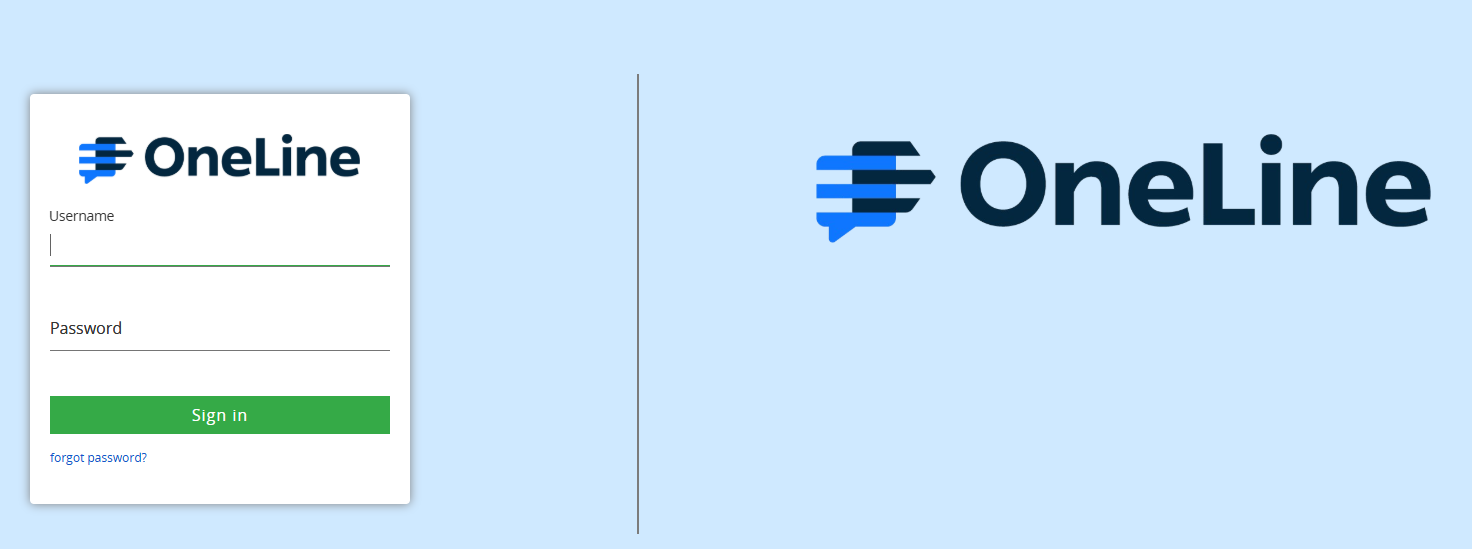 OneLine
Username
Password
Sign in
forgot password?
OneLine